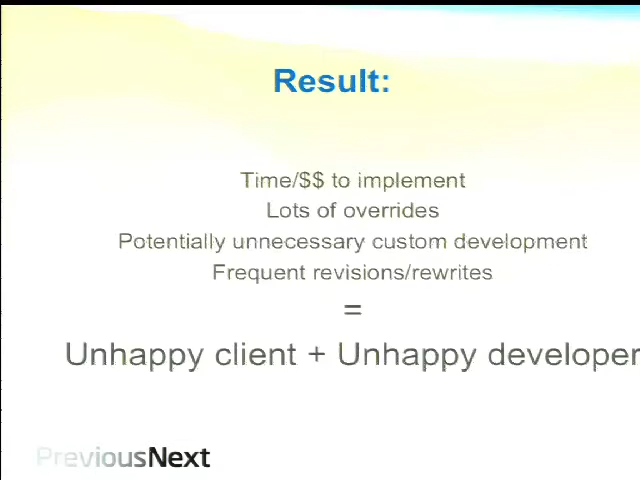 Result:
Time/$$ to implement
Lots of overrides
Potentially unnecessary custom development
Frequent revisions/rewrites
=
Unhappy client + Unhappy developer
PreviousNext